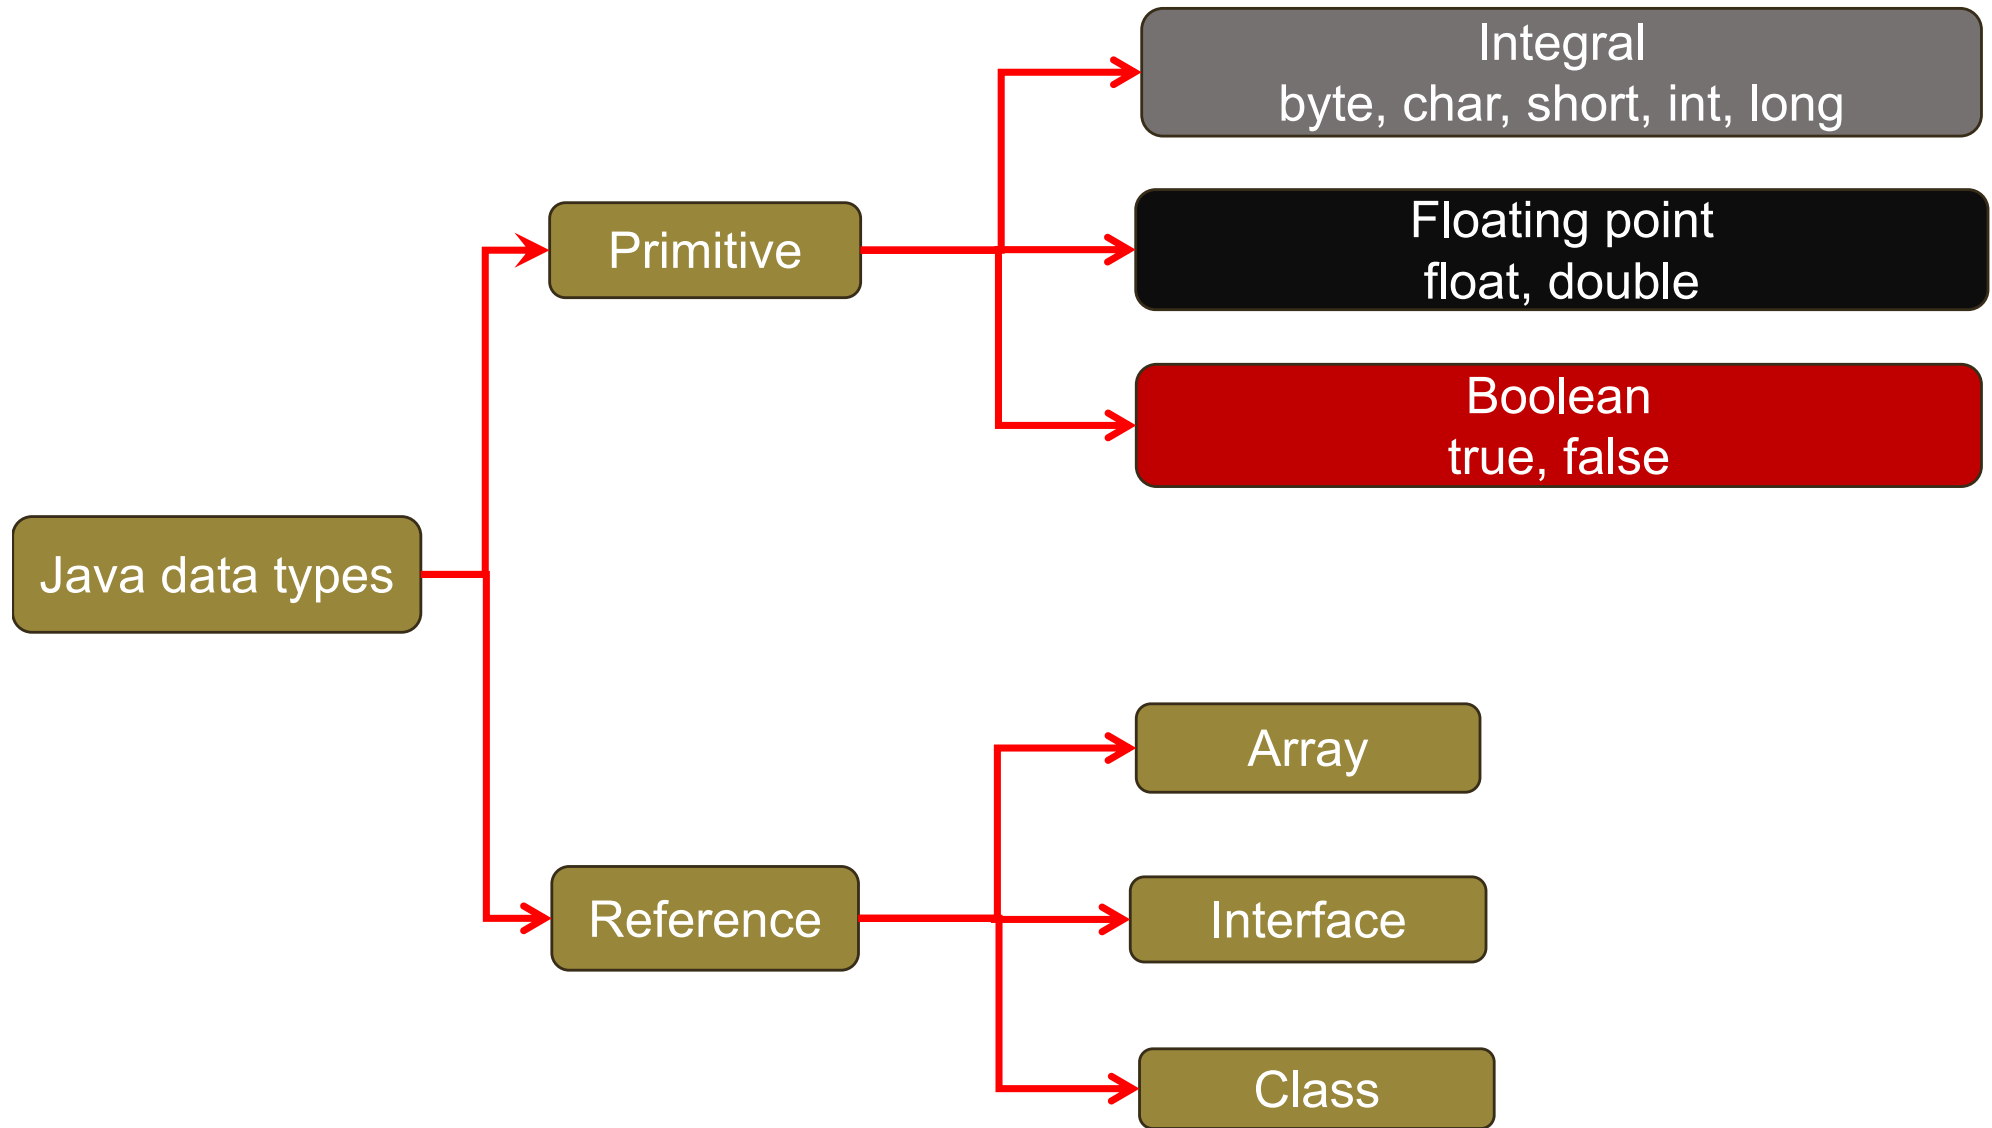 Integral
byte, char, short, int, long
Primitive
Floating point
float, double
Boolean
true, false
Java data types
Array
Reference
Interface
Class